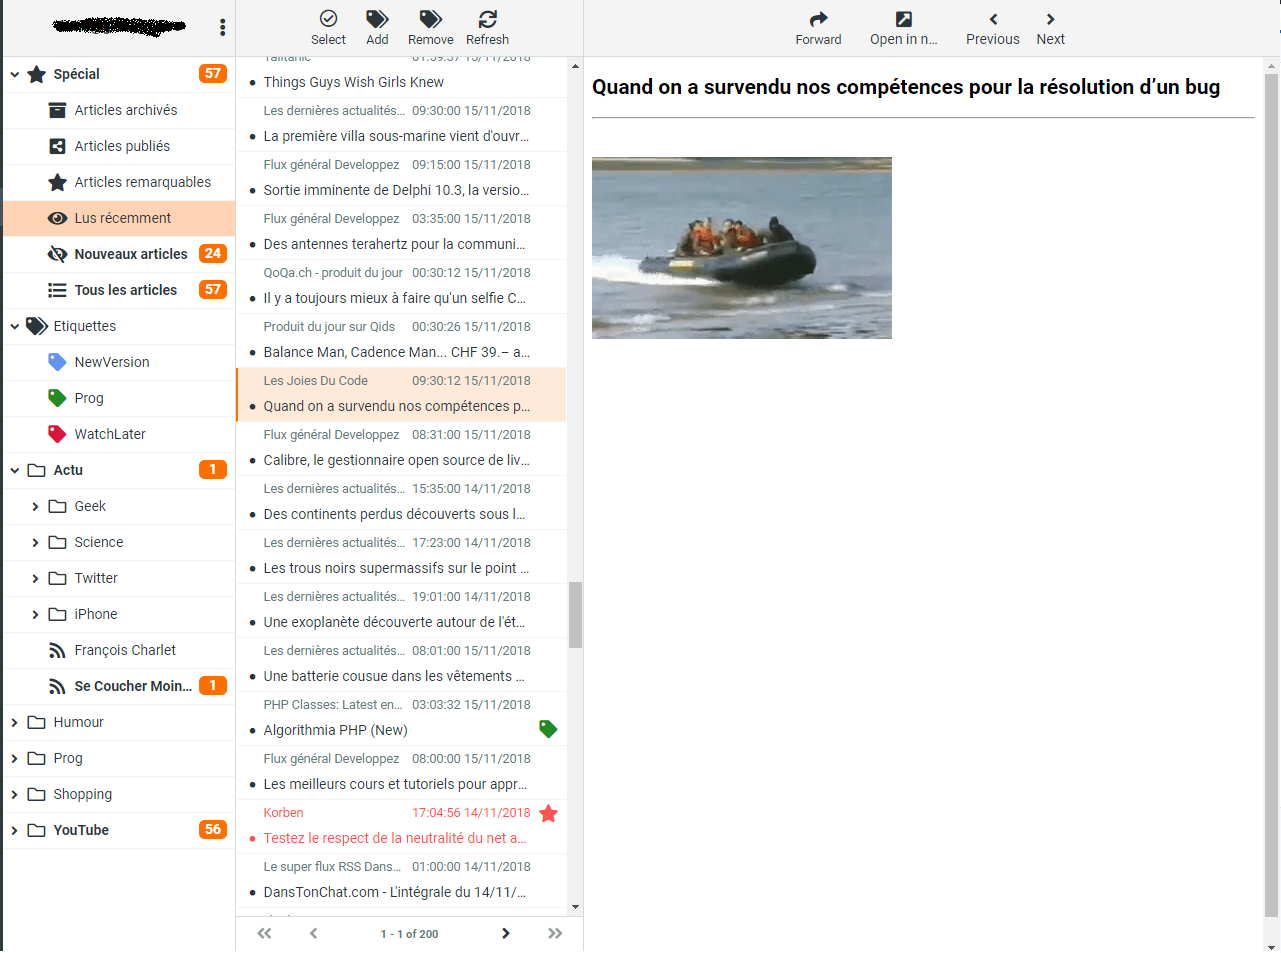 Spécial 57
Articles archivés
Articles publiés
Articles remarquables
Lus récemment
Nouveaux articles 24
Tous les articles 57
Etiquettes
NewVersion
Prog
WatchLater
Actu 1
Geek
Science
Twitter
iPhone
François Charlet
Se Coucher Moin... 1
Humour
Prog
Shopping
YouTube 56
Select Add Remove Refresh
01:59:37 15/11/2018
Things Guys Wish Girls Knew
Les dernières actualités... 09:30:00 15/11/2018
La première villa sous-marine vient d'ouvr...
Flux général Developpez 09:15:00 15/11/2018
Sortie imminente de Delphi 10.3, la versio...
Flux général Developpez 03:35:00 15/11/2018
Des antennes terahertz pour la communi...
QoQa.ch - produit du jour 00:30:12 15/11/2018
Il y a toujours mieux à faire qu'un selfie C...
Produit du jour sur Qids 00:30:26 15/11/2018
Balance Man, Cadence Man... CHF 39.– a...
Les Joies Du Code 09:30:12 15/11/2018
Quand on a survendu nos compétences p...
Flux général Developpez 08:31:00 15/11/2018
Calibre, le gestionnaire open source de liv...
Les dernières actualités... 15:35:00 14/11/2018
Des continents perdus découverts sous l...
Les dernières actualités... 17:23:00 14/11/2018
Les trous noirs supermassifs sur le point ...
Les dernières actualités... 19:01:00 14/11/2018
Une exoplanète découverte autour de l'ét...
Les dernières actualités... 08:01:00 15/11/2018
Une batterie cousue dans les vêtements ...
PHP Classes: Latest en... 03:03:32 15/11/2018
Algorithmia PHP (New)
Flux général Developpez 08:00:00 15/11/2018
Les meilleurs cours et tutoriels pour appr...
Korben 17:04:56 14/11/2018
Testez le respect de la neutralité du net a...
Le super flux RSS Dans... 01:00:00 14/11/2018
DansTonChat.com - L'intégrale du 14/11/...
1 - 1 of 200
Forward Open in n... Previous Next
Quand on a survendu nos compétences pour la résolution d’un bug